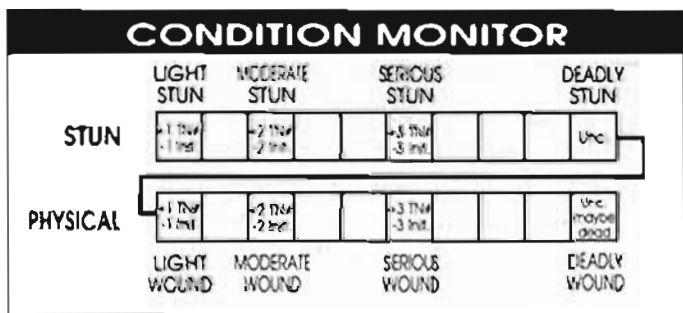 CONDITION MONITOR
LIGHT STUN
MODERATE STUN
SERIOUS STUN
DEADLY STUN
STUN
+1 TN#
-1 Init.
+2 TN#
-2 Init.
+3 TN#
-3 Init.
Unc.
PHYSICAL
+1 TN#
-1 Init.
+2 TN#
-2 Init.
+3 TN#
-3 Init.
Unc.
maybe
dead
LIGHT WOUND
MODERATE WOUND
SERIOUS WOUND
DEADLY WOUND